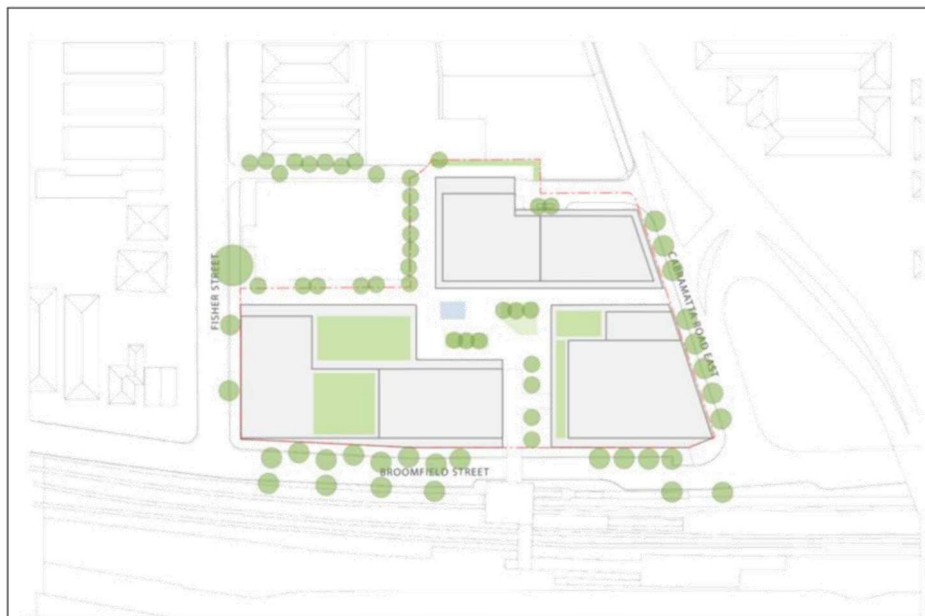 FISHER STREET
CABRAMATTA ROAD EAST
BROOMFIELD STREET